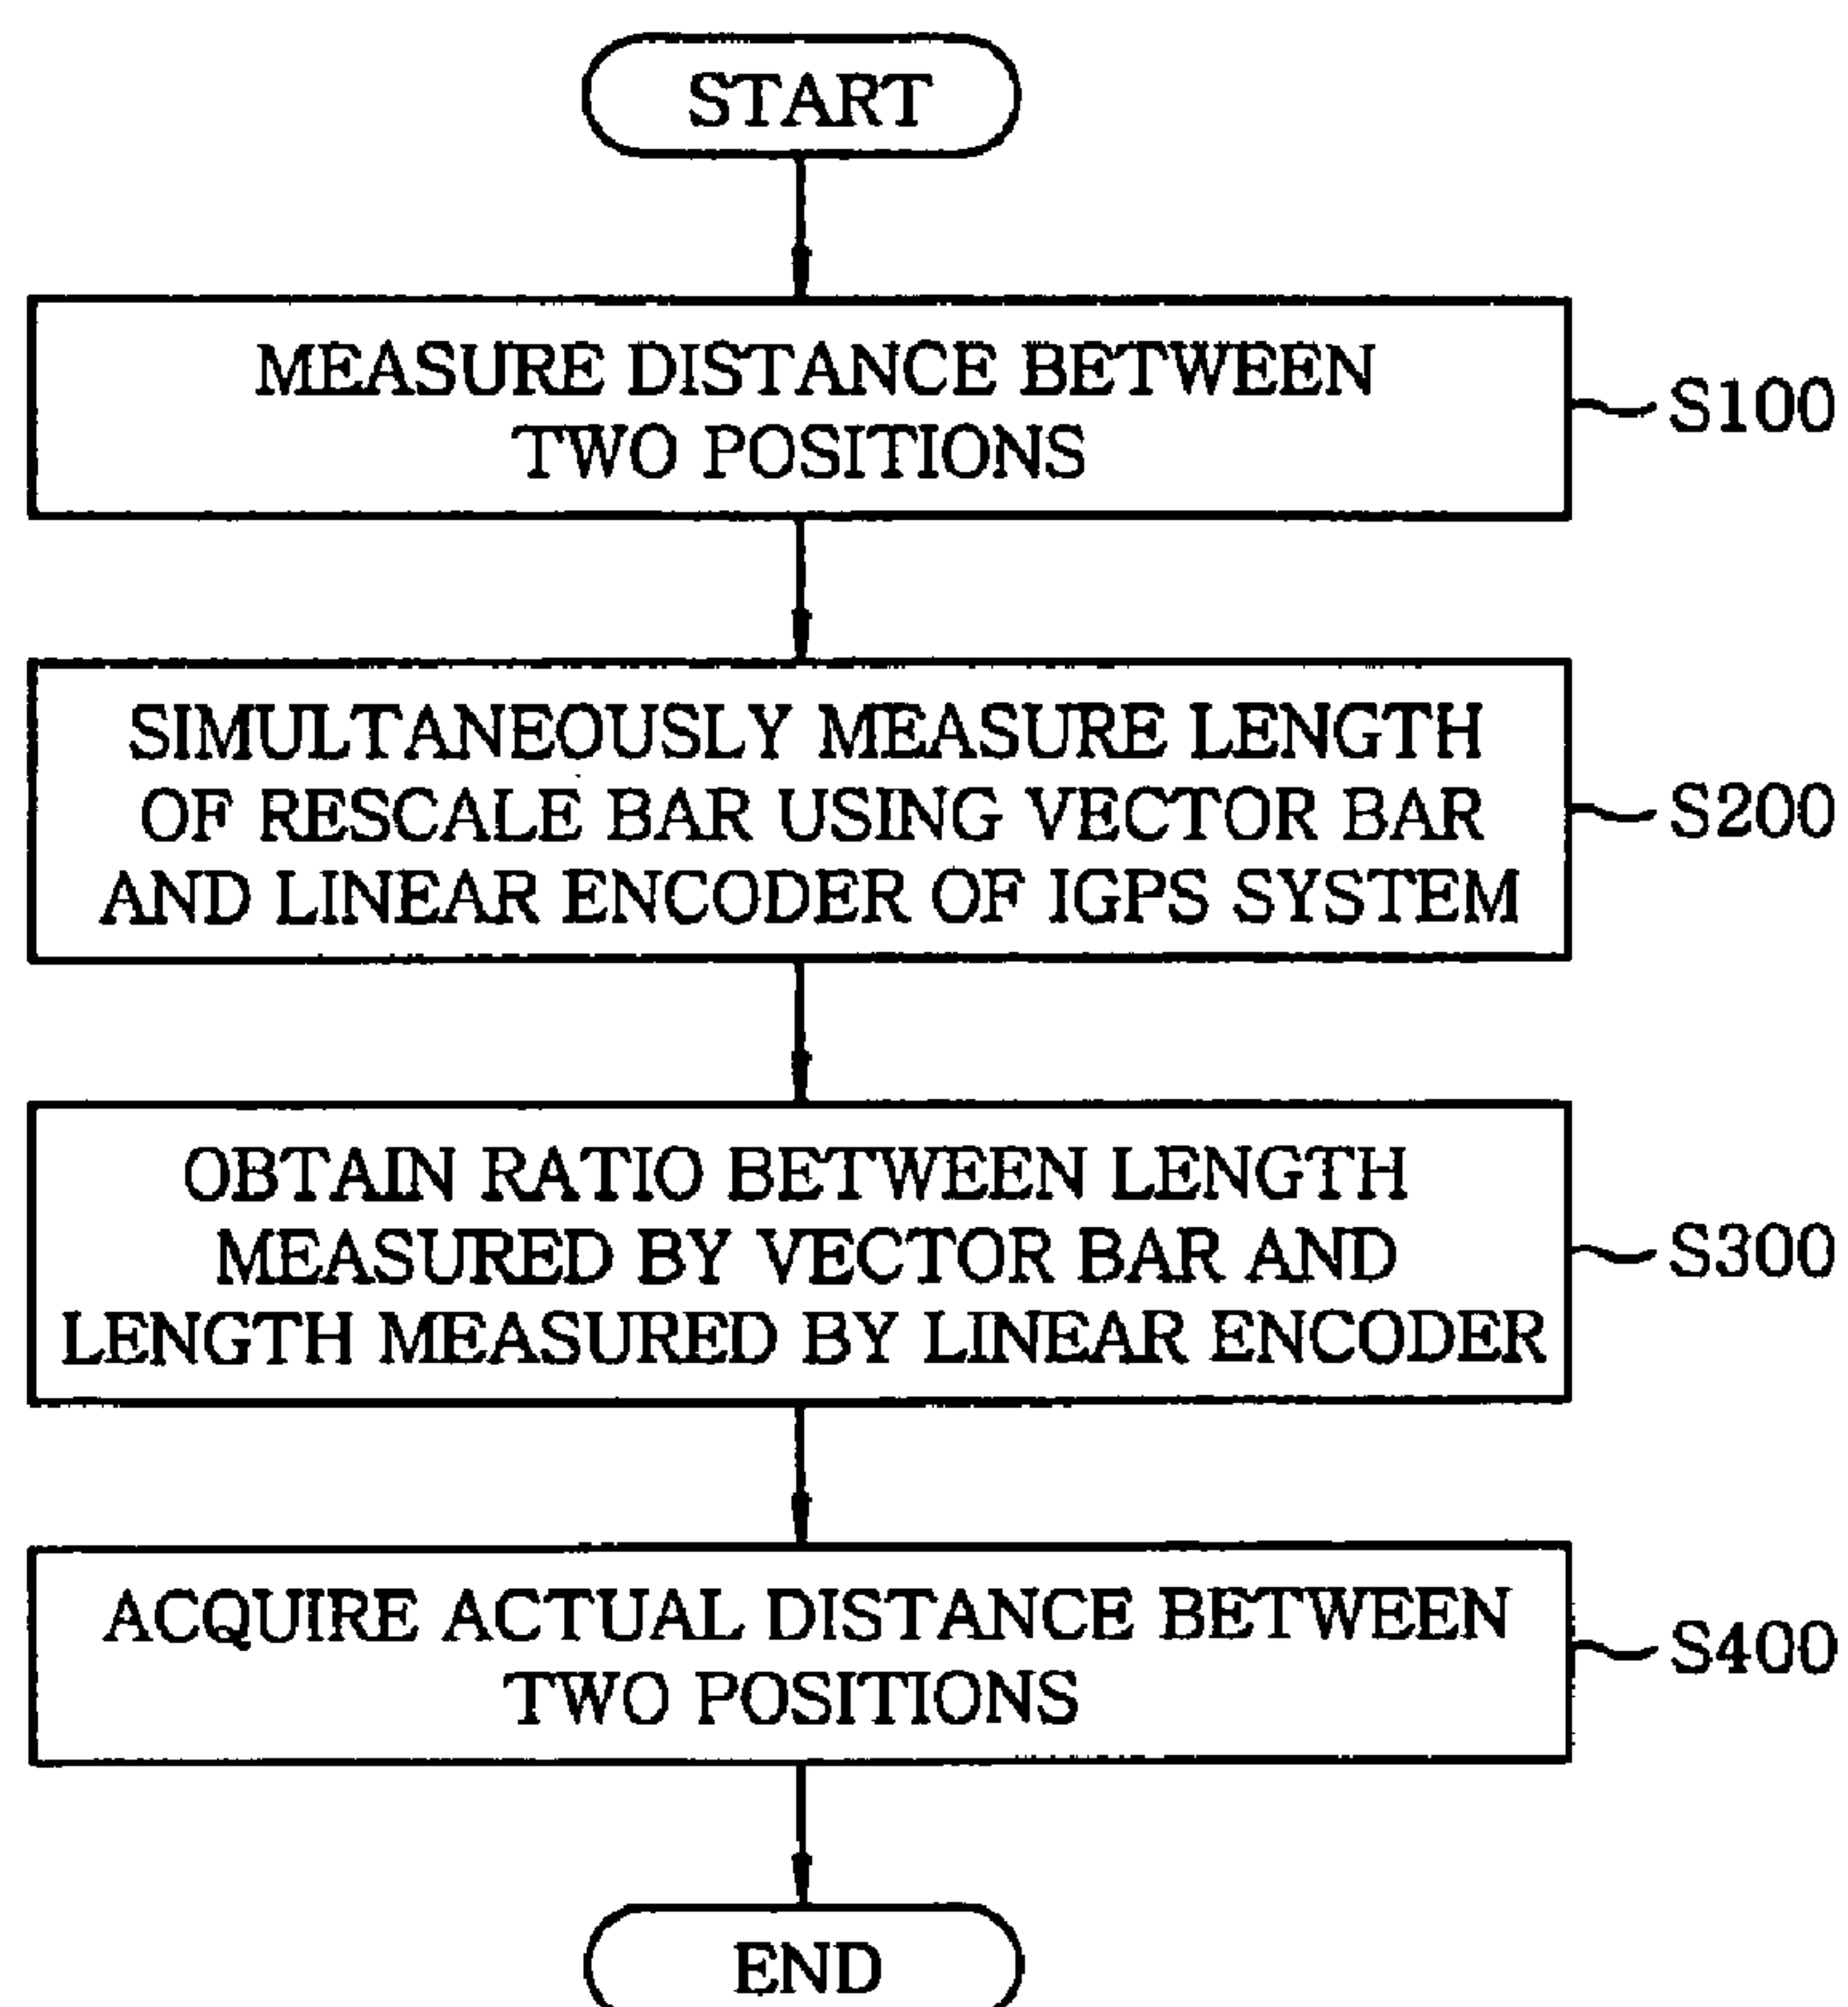 START
MEASURE DISTANCE BETWEEN
TWO POSITIONS
S100
SIMULTANEOUSLY MEASURE LENGTH
OF RESCALE BAR USING VECTOR BAR
AND LINEAR ENCODER OF IGPS SYSTEM
S200
OBTAIN RATIO BETWEEN LENGTH
MEASURED BY VECTOR BAR AND
LENGTH MEASURED BY LINEAR ENCODER
S300
ACQUIRE ACTUAL DISTANCE BETWEEN
TWO POSITIONS
S400
END